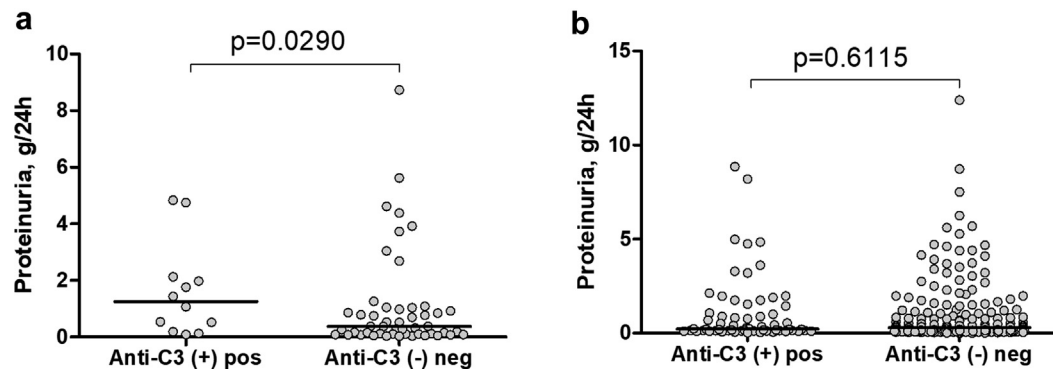 a
p=0.0290
Proteinuria, g/24h
10
8
6
4
2
0
Anti-C3 (+) pos
Anti-C3 (-) neg
b
p=0.6115
Proteinuria, g/24h
15
10
5
0
Anti-C3 (+) pos
Anti-C3 (-) neg